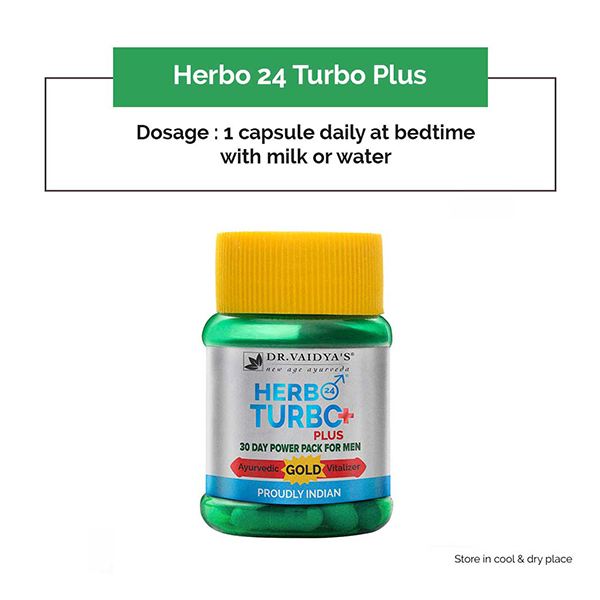 Herbo 24 Turbo Plus
Dosage : 1 capsule daily at bedtime
with milk or water
DR.VAIDYA'S®
new age ayurveda
HERBO 24
TURBO+
PLUS
30 DAY POWER PACK FOR MEN
Ayurvedic GOLD Vitalizer
PROUDLY INDIAN
Store in cool & dry place